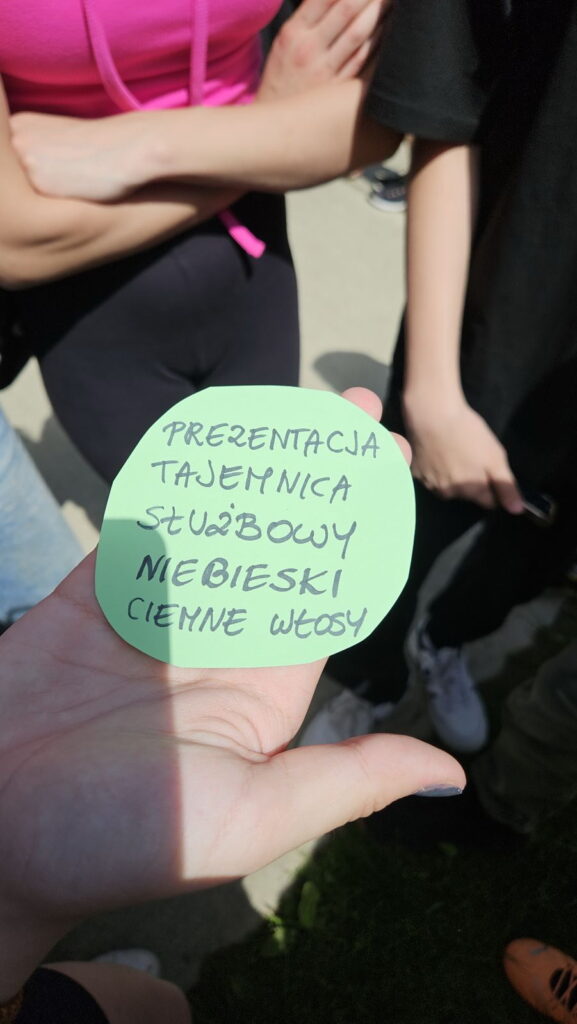 PREZENTACJA
TAJEMNICA
SŁUŻBOWY
NIEBIESKI
CIEMNE WŁOSY